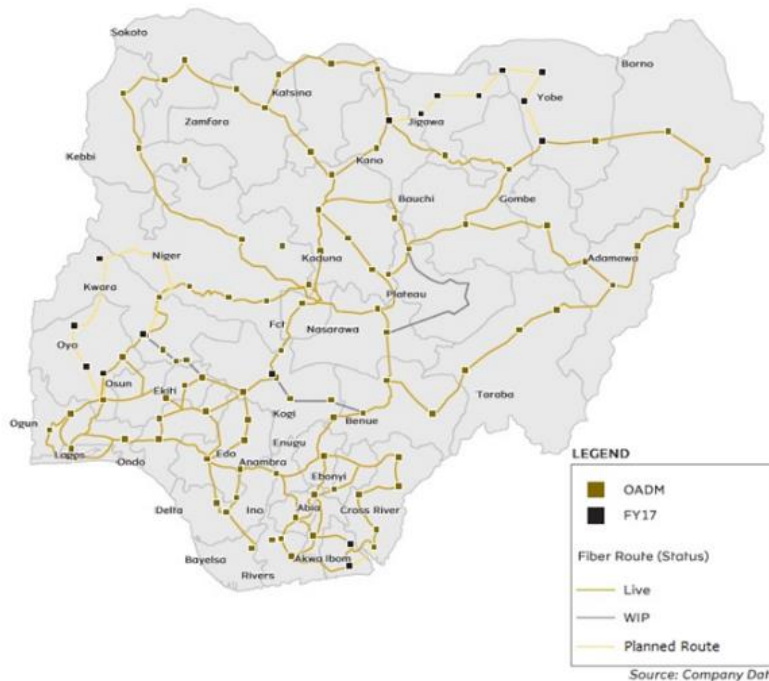 Sokoto
Borno
Katsina
Yobe
Zamfara
Jigawa
Kebbi
Kano
Bauchi
Gombe
Niger
Kaduna
Adamawa
Kwara
Plateau
Fct
Nasarawa
Oyo
Osun
Taraba
Ekiti
Kogi
Benue
Ogun
Enugu
Lagos
Edo
Ondo
Anambra
Ebonyi
Delta
Imo
Abia
Cross River
Bayelsa
Akwa Ibom
Rivers
LEGEND
OADM
FY17
Fiber Route (Status)
Live
WIP
Planned Route
Source: Company Dat